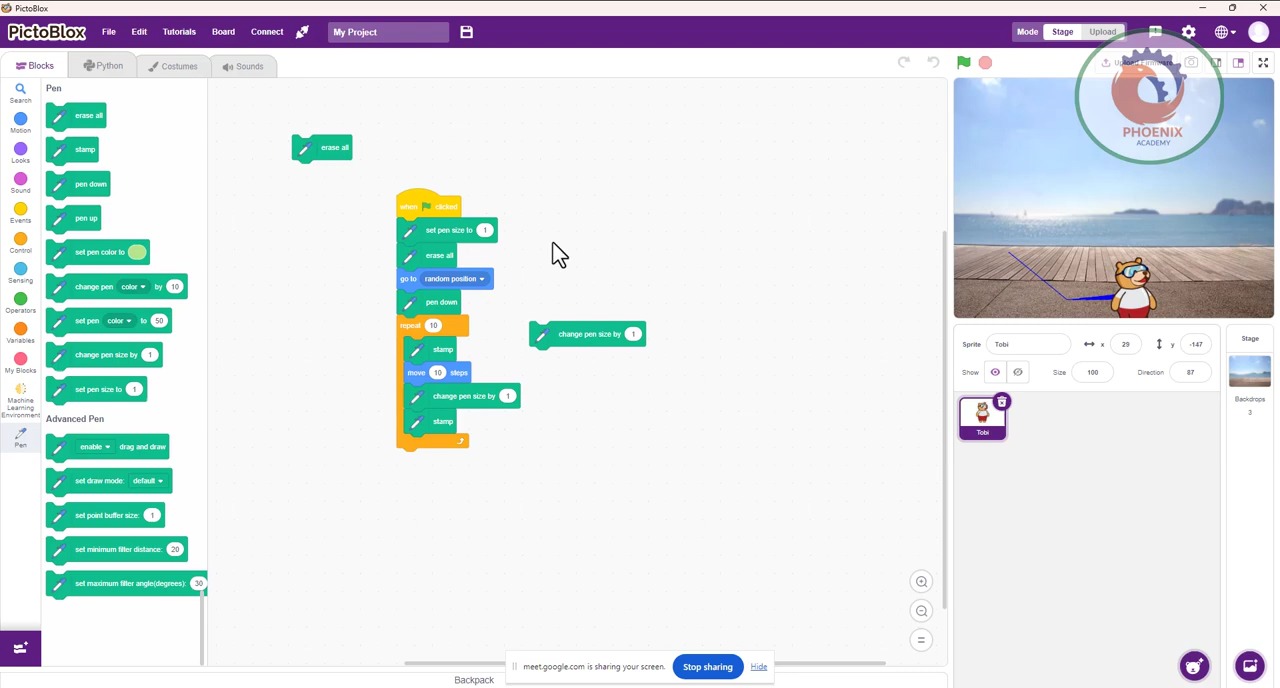 PictoBlox
PictoBlox File Edit Tutorials Board Connect My Project Mode Stage Upload
Blocks Python Costumes Sounds
Upload Firmware
PHOENIX
ACADEMY
Search
Motion
Looks
Sound
Events
Control
Sensing
Operators
Variables
My Blocks
Machine
Learning
Environment
Pen
Pen
erase all
stamp
pen down
pen up
set pen color to
change pen color by 10
set pen color to 50
change pen size by 1
set pen size to 1
Advanced Pen
enable drag and draw
set draw mode: default
set point buffer size: 1
set minimum filter distance: 20
set maximum filter angle(degrees): 30
erase all
when clicked
set pen size to 1
erase all
go to random position
pen down
repeat 10
stamp
move 10 steps
change pen size by 1
stamp
change pen size by 1
Sprite Tobi x 29 y -147
Show Size 100 Direction 87
Tobi
Stage
Backdrops
3
meet.google.com is sharing your screen. Stop sharing Hide
Backpack